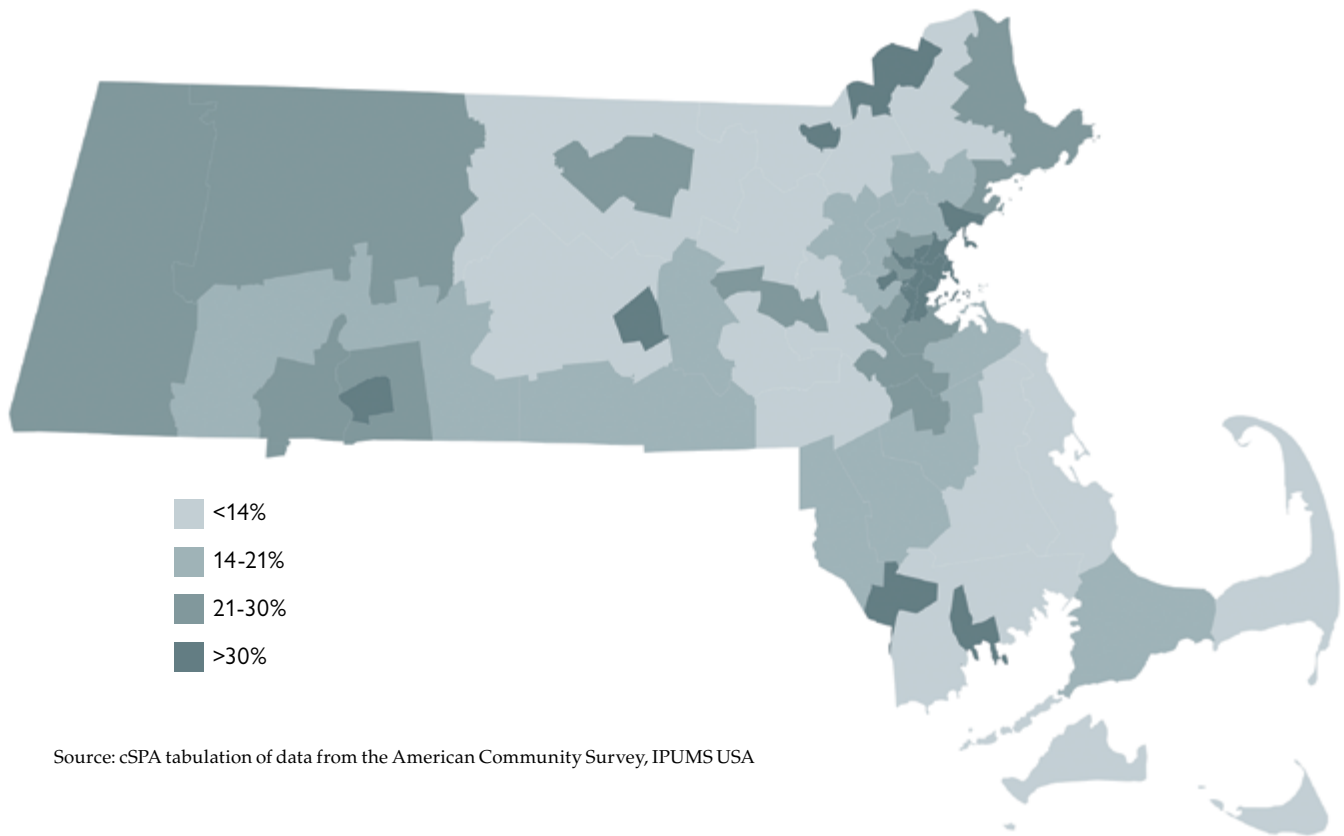 <14%
14-21%
21-30%
>30%
Source: cSPA tabulation of data from the American Community Survey, IPUMS USA